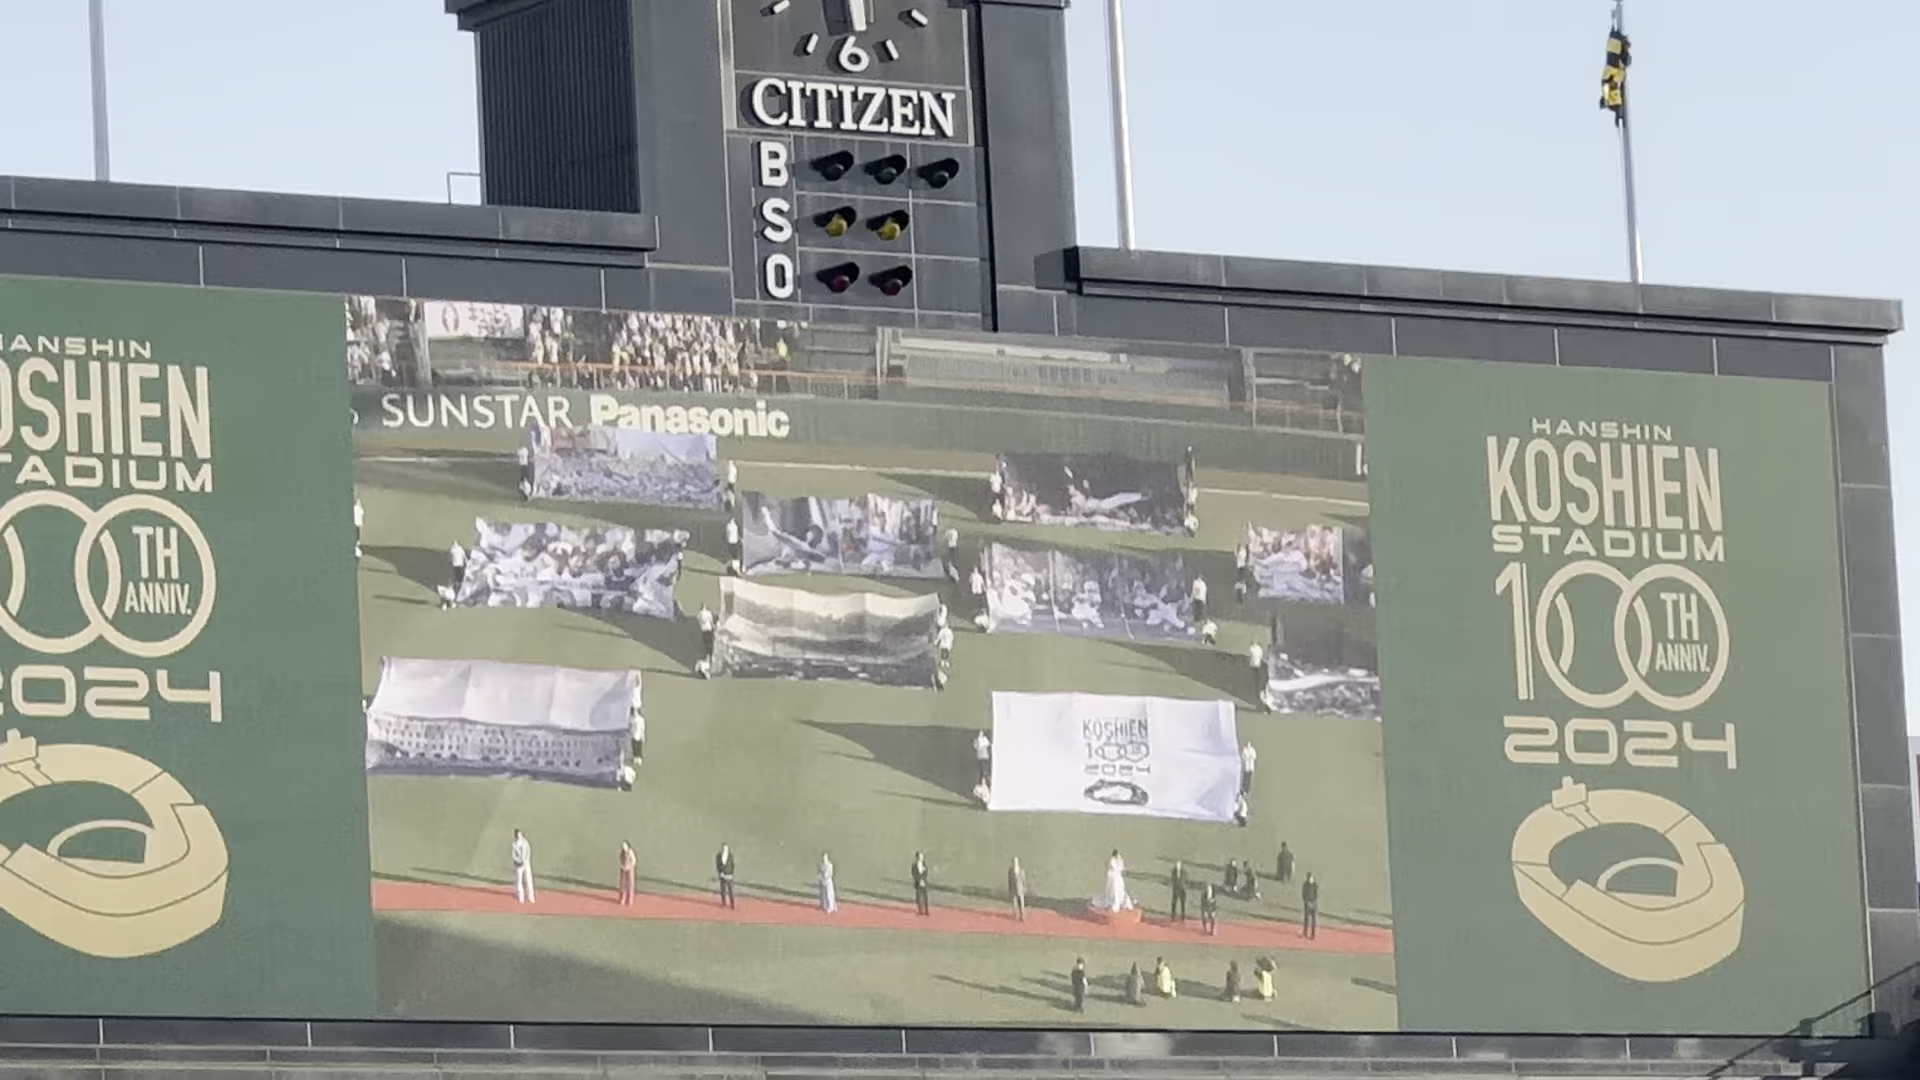 6
CITIZEN
B
S
O
HANSHIN
KOSHIEN
STADIUM
TH
ANNIV.
2024
SUNSTAR Panasonic
KOSHIEN
100
2024
HANSHIN
KOSHIEN
STADIUM
100
TH
ANNIV.
2024